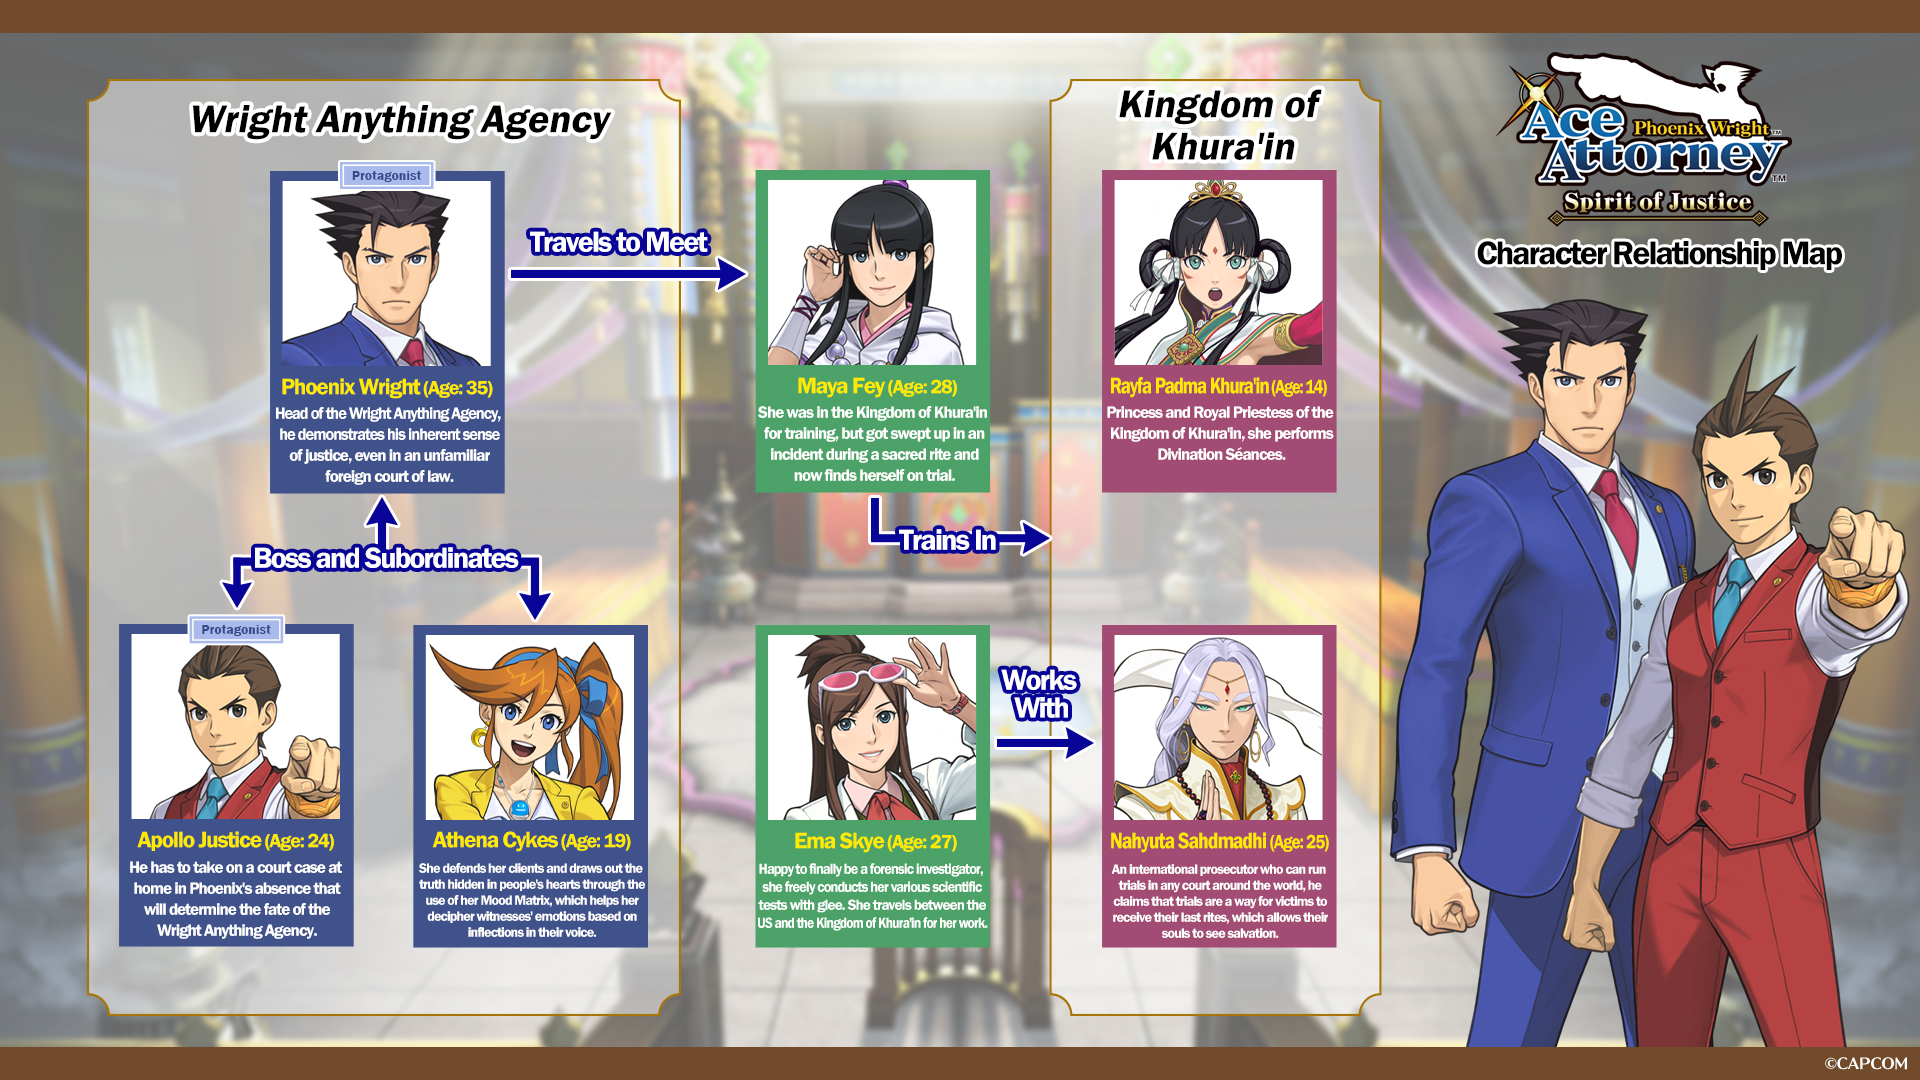 Wright Anything Agency
Protagonist
Phoenix Wright (Age: 35)
Head of the Wright Anything Agency,
he demonstrates his inherent sense
of justice, even in an unfamiliar
foreign court of law.
Travels to Meet
Boss and Subordinates
Protagonist
Apollo Justice (Age: 24)
He has to take on a court case at
home in Phoenix's absence that
will determine the fate of the
Wright Anything Agency.
Athena Cykes (Age: 19)
She defends her clients and draws out the
truth hidden in people's hearts through the
use of her Mood Matrix, which helps her
decipher witnesses' emotions based on
inflections in their voice.
Maya Fey (Age: 28)
She was in the Kingdom of Khura'in
for training, but got swept up in an
incident during a sacred rite and
now finds herself on trial.
Trains In
Ema Skye (Age: 27)
Happy to finally be a forensic investigator,
she freely conducts her various scientific
tests with glee. She travels between the
US and the Kingdom of Khura'in for her work.
Works
With
Kingdom of
Khura'in
Rayfa Padma Khura'in (Age: 14)
Princess and Royal Priestess of the
Kingdom of Khura'in, she performs
Divination Séances.
Nahyuta Sahdmadhi (Age: 25)
An international prosecutor who can run
trials in any court around the world, he
claims that trials are a way for victims to
receive their last rites, which allows their
souls to see salvation.
Phoenix Wright™
Ace
Attorney™
Spirit of Justice
Character Relationship Map
©CAPCOM